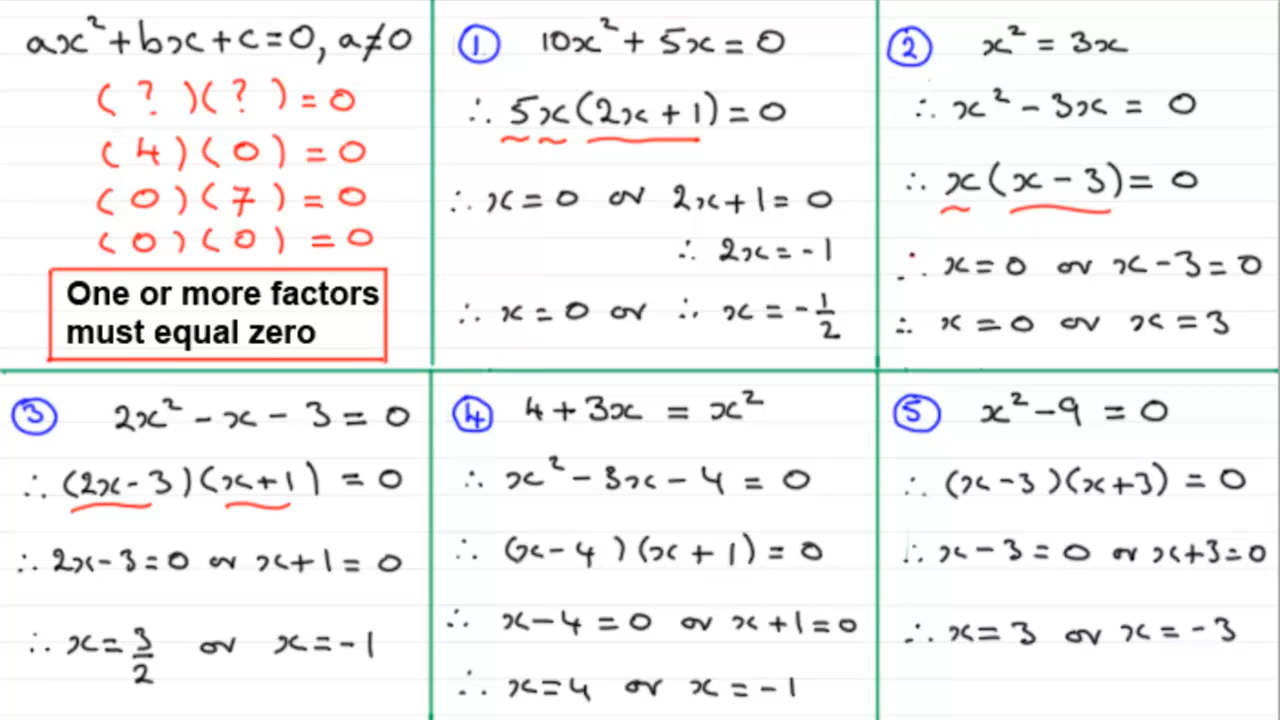 ax² + bx + c = 0, a ≠ 0
( ? )( ? ) = 0
( 4 )( 0 ) = 0
( 0 )( 7 ) = 0
( 0 )( 0 ) = 0
One or more factors
must equal zero
① 10x² + 5x = 0
∴ 5x(2x + 1) = 0
∴ x = 0 or 2x + 1 = 0
∴ 2x = -1
∴ x = 0 or ∴ x = -1/2
② x² = 3x
∴ x² - 3x = 0
∴ x(x - 3) = 0
∴ x = 0 or x - 3 = 0
∴ x = 0 or x = 3
③ 2x² - x - 3 = 0
∴ (2x - 3)(x + 1) = 0
∴ 2x - 3 = 0 or x + 1 = 0
∴ x = 3/2 or x = -1
④ 4 + 3x = x²
∴ x² - 3x - 4 = 0
∴ (x - 4)(x + 1) = 0
∴ x - 4 = 0 or x + 1 = 0
∴ x = 4 or x = -1
⑤ x² - 9 = 0
∴ (x - 3)(x + 3) = 0
∴ x - 3 = 0 or x + 3 = 0
∴ x = 3 or x = -3